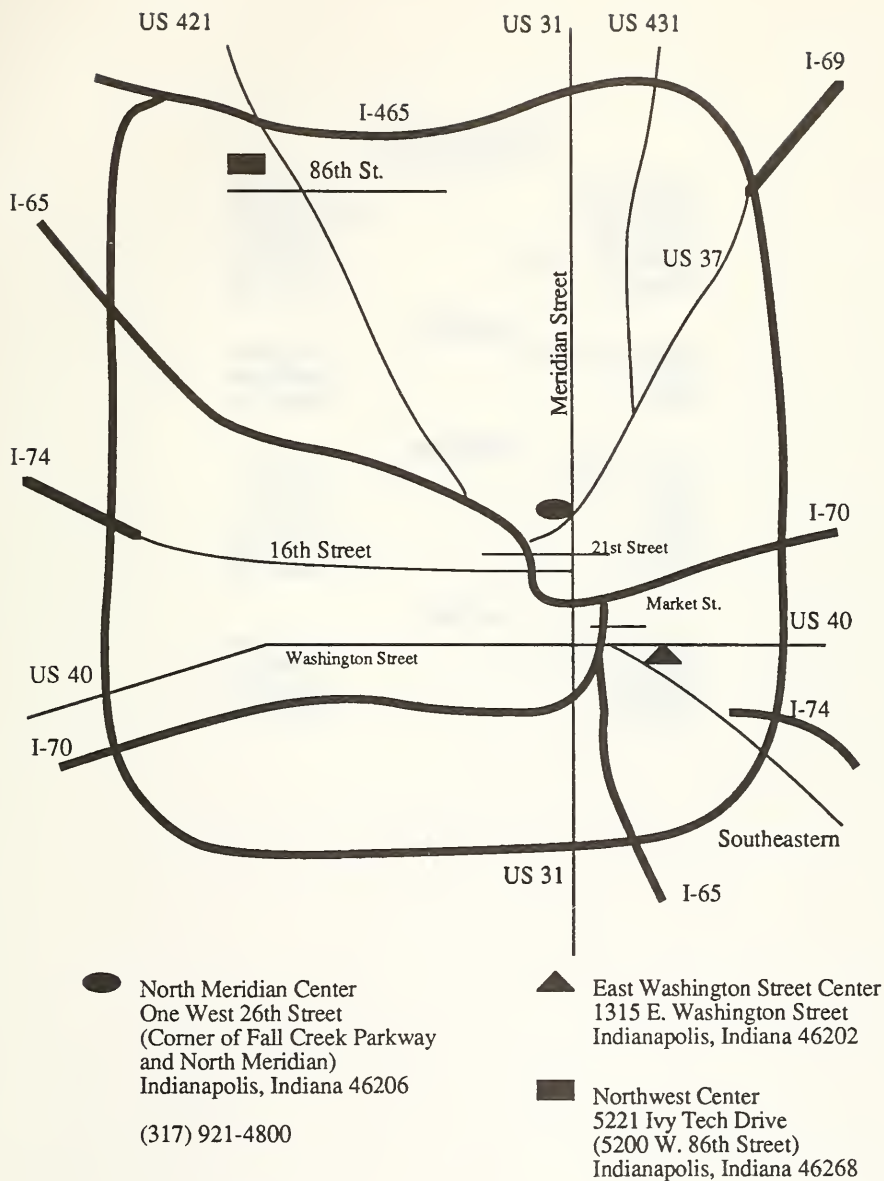 US 421
US 31
US 431
I-69
I-465
86th St.
I-65
US 37
Meridian Street
I-74
I-70
16th Street
21st Street
Market St.
US 40
Washington Street
US 40
I-74
I-70
Southeastern
US 31
I-65
North Meridian Center
One West 26th Street
(Corner of Fall Creek Parkway
and North Meridian)
Indianapolis, Indiana 46206
(317) 921-4800
East Washington Street Center
1315 E. Washington Street
Indianapolis, Indiana 46202
Northwest Center
5221 Ivy Tech Drive
(5200 W. 86th Street)
Indianapolis, Indiana 46268